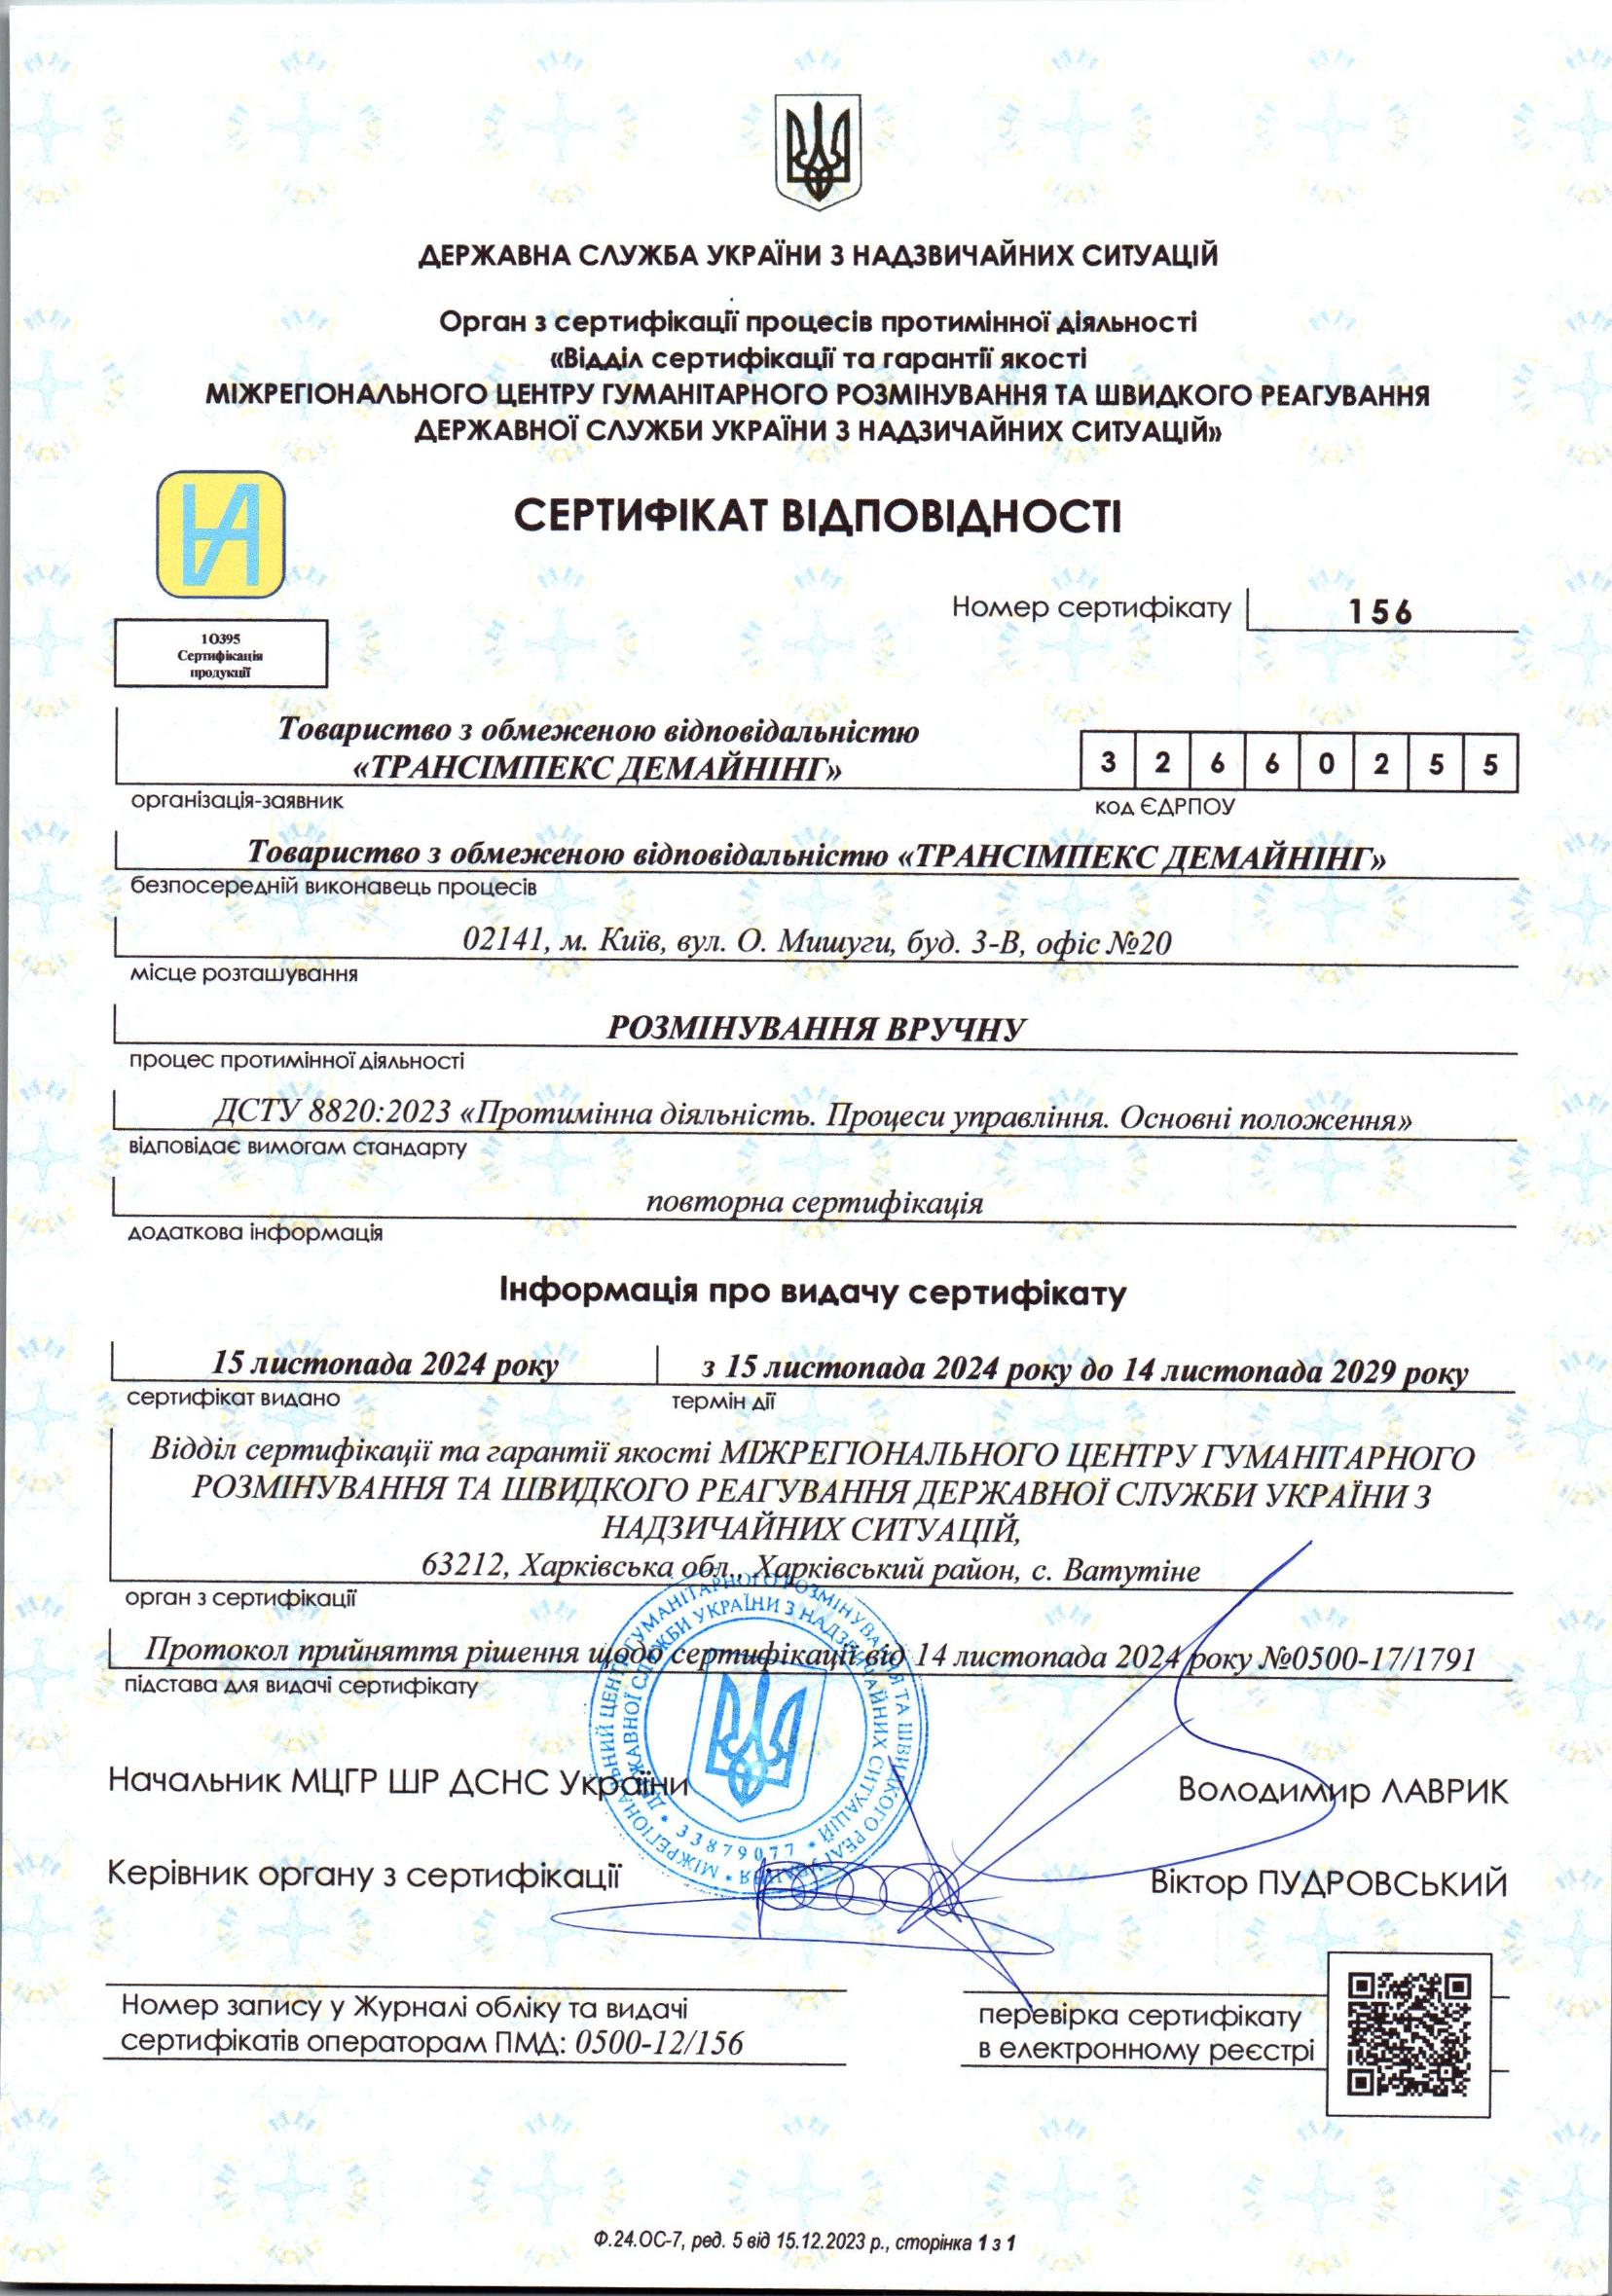 ДЕРЖАВНА СЛУЖБА УКРАЇНИ З НАДЗВИЧАЙНИХ СИТУАЦІЙ
Орган з сертифікації процесів протимінної діяльності
«Відділ сертифікації та гарантії якості
МІЖРЕГІОНАЛЬНОГО ЦЕНТРУ ГУМАНІТАРНОГО РОЗМІНУВАННЯ ТА ШВИДКОГО РЕАГУВАННЯ
ДЕРЖАВНОЇ СЛУЖБИ УКРАЇНИ З НАДЗИЧАЙНИХ СИТУАЦІЙ»
СЕРТИФІКАТ ВІДПОВІДНОСТІ
Номер сертифікату 156
1О395
Сертифікація
продукції
Товариство з обмеженою відповідальністю
«ТРАНСІМПЕКС ДЕМАЙНІНГ»
3 2 6 6 0 2 5 5
організація-заявник
код ЄДРПОУ
Товариство з обмеженою відповідальністю «ТРАНСІМПЕКС ДЕМАЙНІНГ»
безпосередній виконавець процесів
02141, м. Київ, вул. О. Мишуги, буд. 3-В, офіс №20
місце розташування
РОЗМІНУВАННЯ ВРУЧНУ
процес протимінної діяльності
ДСТУ 8820:2023 «Протимінна діяльність. Процеси управління. Основні положення»
відповідає вимогам стандарту
повторна сертифікація
додаткова інформація
Інформація про видачу сертифікату
15 листопада 2024 року
з 15 листопада 2024 року до 14 листопада 2029 року
сертифікат видано
термін дії
Відділ сертифікації та гарантії якості МІЖРЕГІОНАЛЬНОГО ЦЕНТРУ ГУМАНІТАРНОГО
РОЗМІНУВАННЯ ТА ШВИДКОГО РЕАГУВАННЯ ДЕРЖАВНОЇ СЛУЖБИ УКРАЇНИ З
НАДЗИЧАЙНИХ СИТУАЦІЙ,
63212, Харківська обл., Харківський район, с. Ватутіне
орган з сертифікації
Протокол прийняття рішення щодо сертифікації від 14 листопада 2024 року №0500-17/1791
підстава для видачі сертифікату
МІЖРЕГІОНАЛЬНИЙ ЦЕНТР ГУМАНІТАРНОГО РОЗМІНУВАННЯ ТА ШВИДКОГО РЕАГУВАННЯ
ДЕРЖАВНОЇ СЛУЖБИ УКРАЇНИ З НАДЗВИЧАЙНИХ СИТУАЦІЙ
33879077
Начальник МЦГР ШР ДСНС України
Володимир ЛАВРИК
Керівник органу з сертифікації
Віктор ПУДРОВСЬКИЙ
Номер запису у Журналі обліку та видачі
сертифікатів операторам ПМД: 0500-12/156
перевірка сертифікату
в електронному реєстрі
Ф.24.ОС-7, ред. 5 від 15.12.2023 р., сторінка 1 з 1